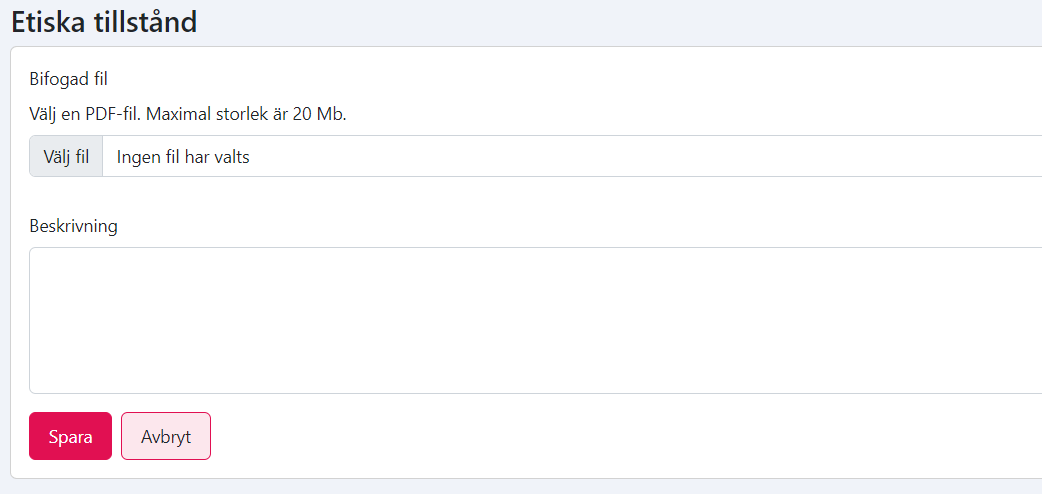 Etiska tillstånd
Bifogad fil
Välj en PDF-fil. Maximal storlek är 20 Mb.
Välj fil Ingen fil har valts
Beskrivning
Spara Avbryt